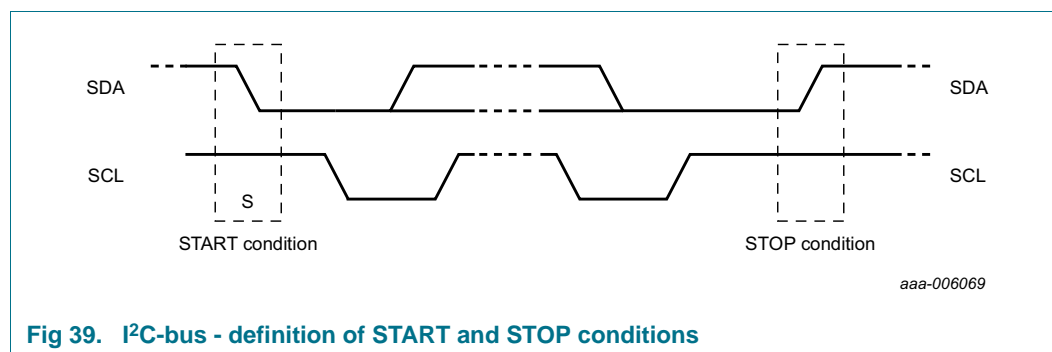 SDA
SDA
SCL
SCL
S
START condition
STOP condition
aaa-006069
Fig 39. I²C-bus - definition of START and STOP conditions